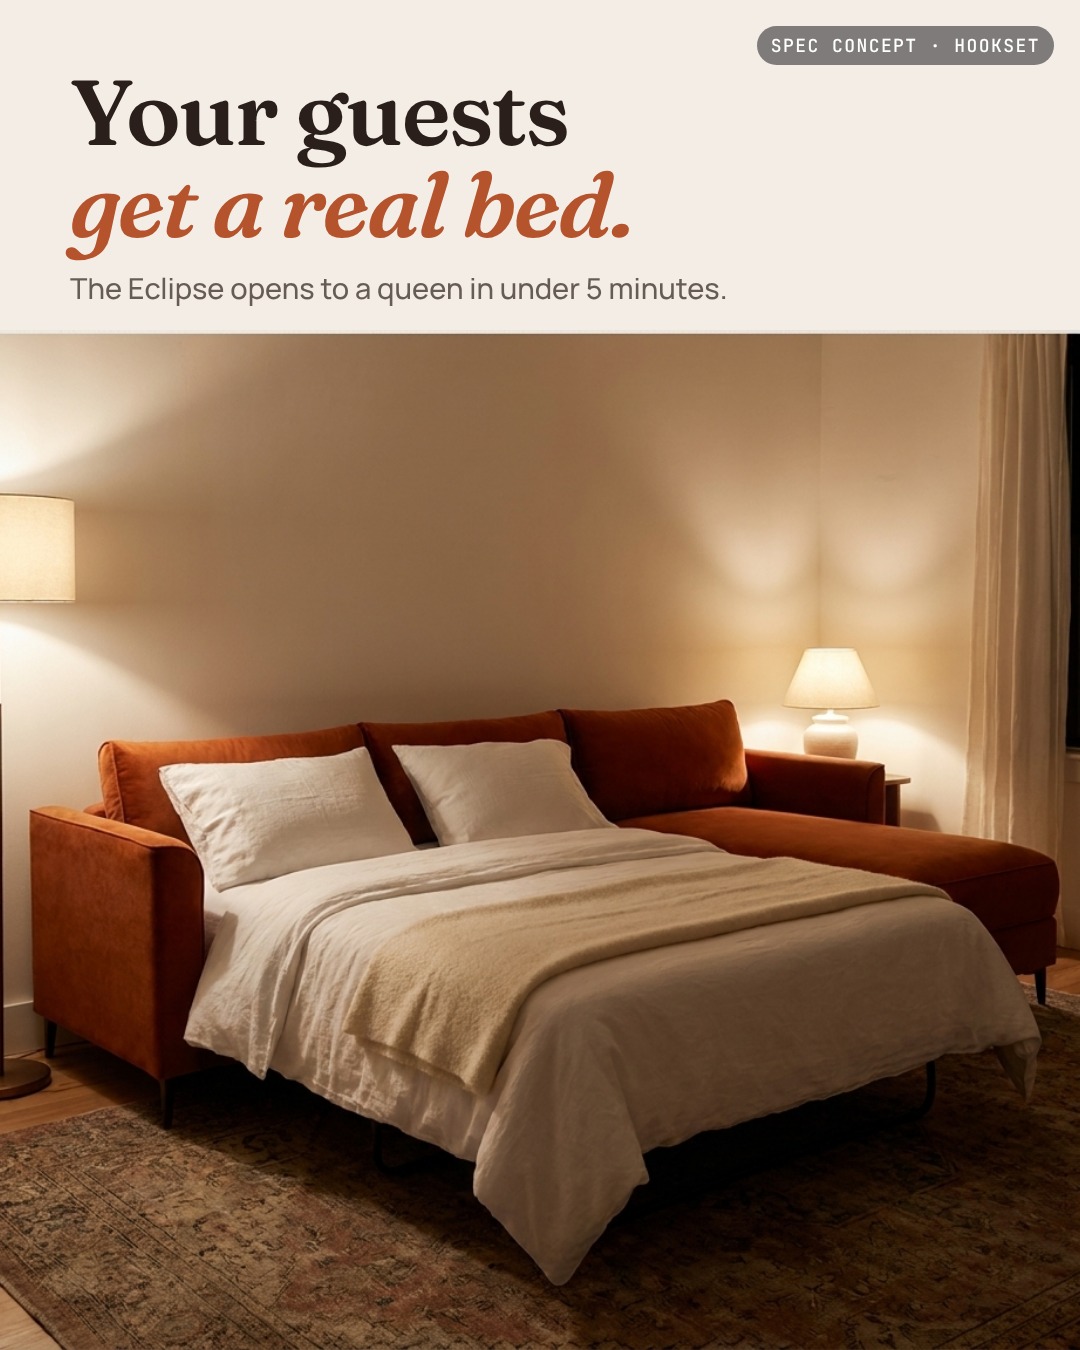 SPEC CONCEPT · HOOKSET
Your guests
get a real bed.
The Eclipse opens to a queen in under 5 minutes.